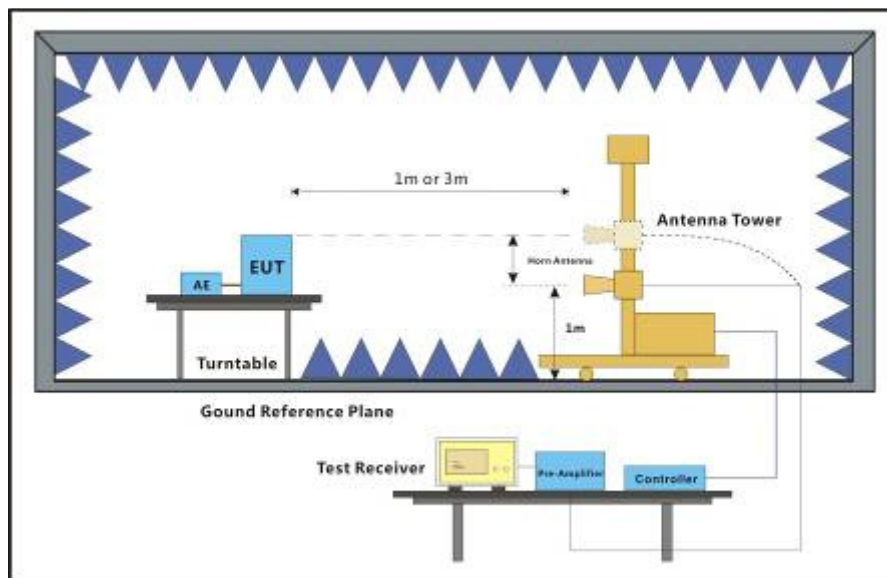 1m or 3m
Antenna Tower
EUT
Horn Antenna
AE
1m
Turntable
Gound Reference Plane
Test Receiver
Pre-Amplifier
Controller